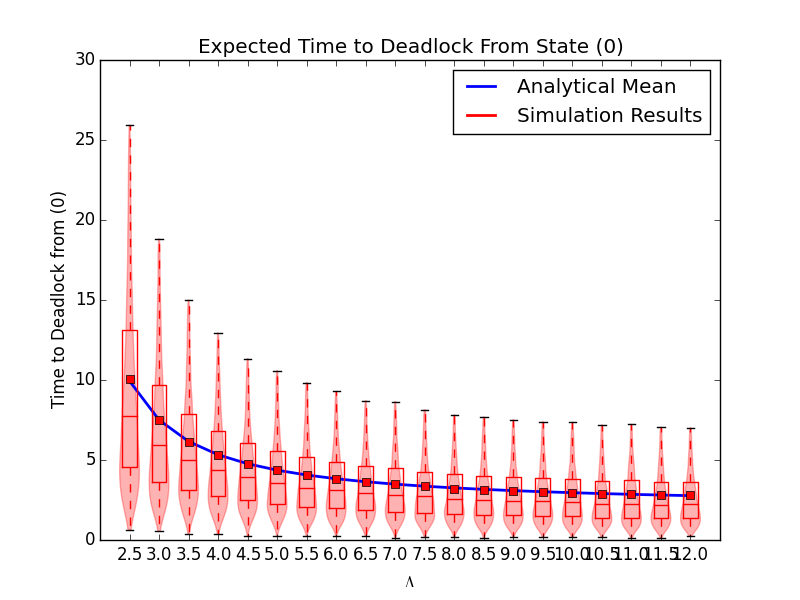 Expected Time to Deadlock From State (0)
30
25
20
15
10
5
0
Time to Deadlock from (0)
Analytical Mean
Simulation Results
2.5 3.0 3.5 4.0 4.5 5.0 5.5 6.0 6.5 7.0 7.5 8.0 8.5 9.0 9.5 10.0 10.5 11.0 11.5 12.0
Λ